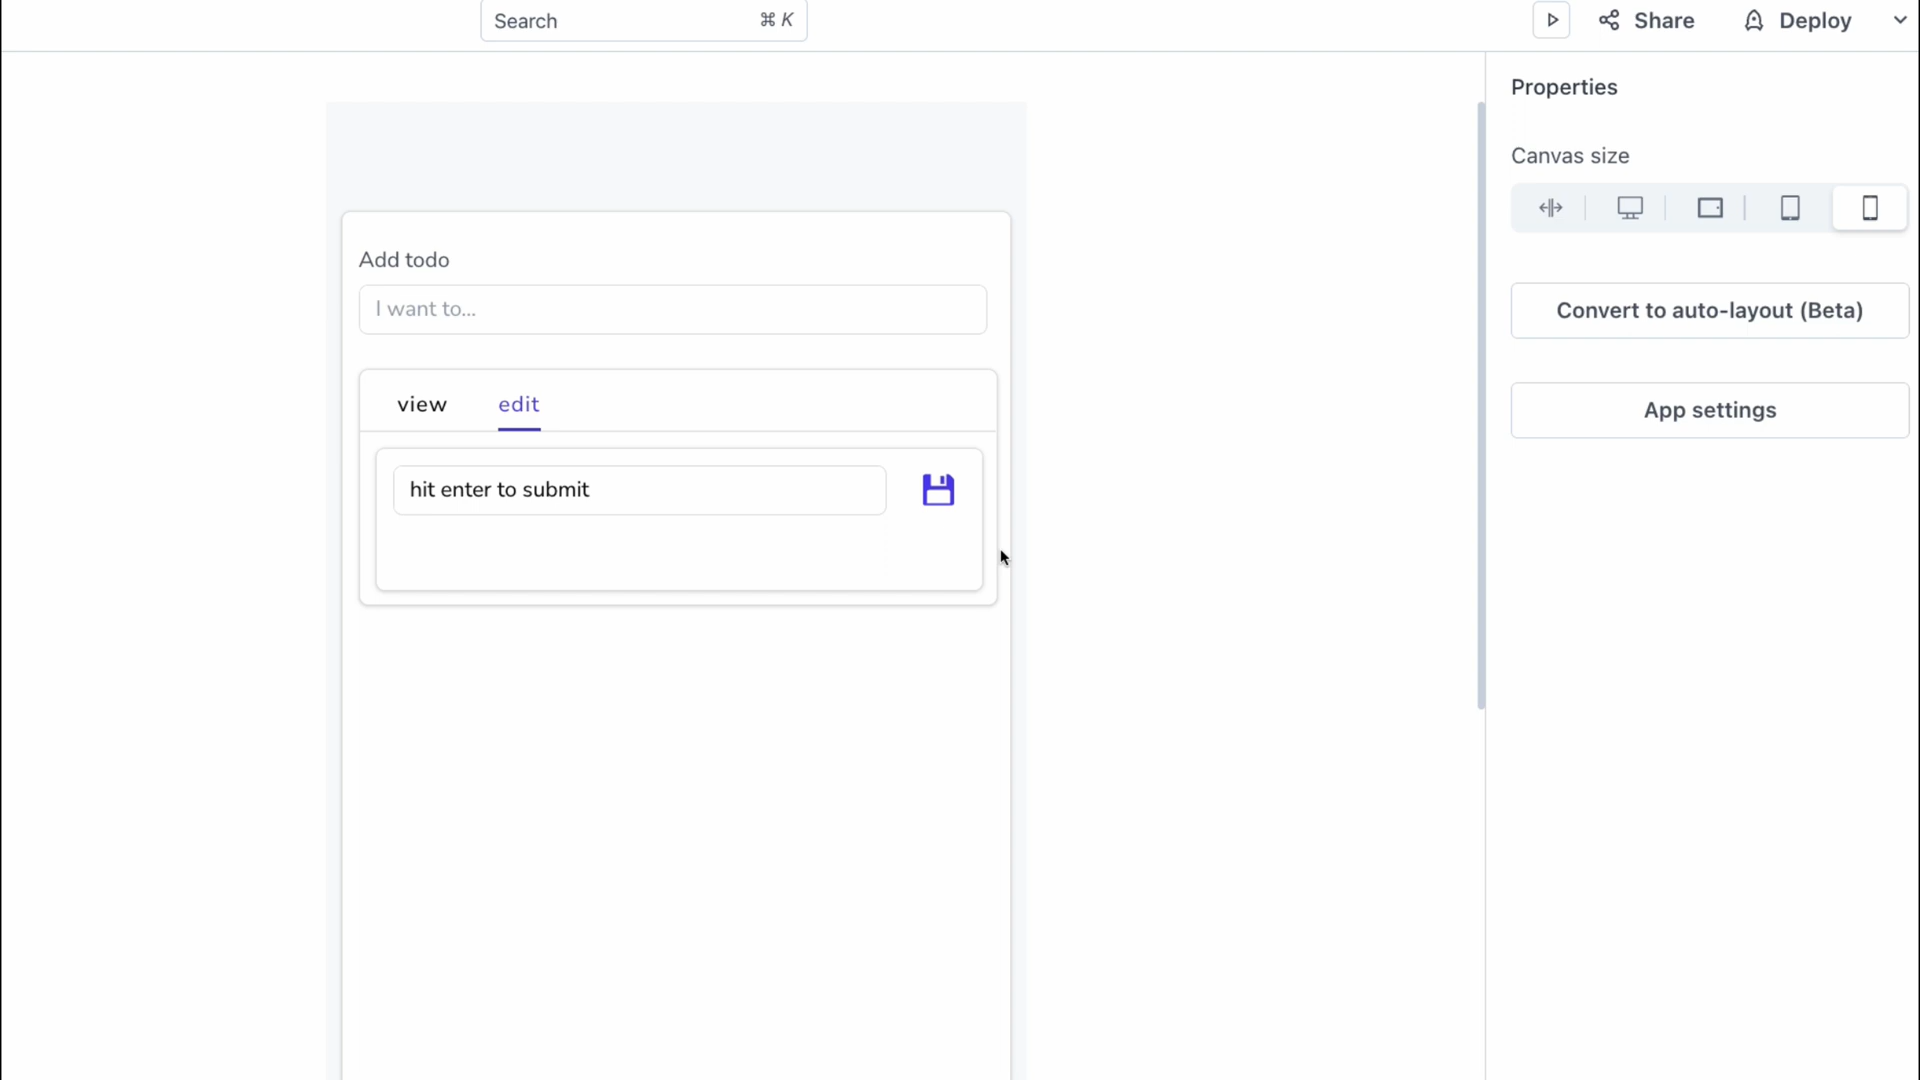 Search ⌘ K
Share
Deploy
Properties
Canvas size
Convert to auto-layout (Beta)
App settings
Add todo
I want to...
view edit
hit enter to submit